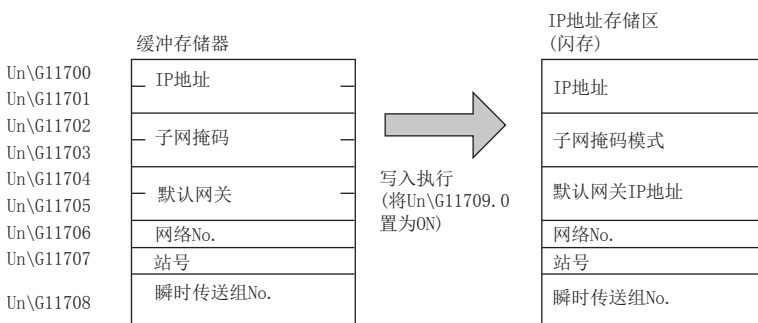 IP地址存储区
(闪存)
缓冲存储器
Un\G11700
IP地址
Un\G11701
Un\G11702
子网掩码
Un\G11703
Un\G11704
默认网关
Un\G11705
Un\G11706
网络No.
Un\G11707
站号
Un\G11708
瞬时传送组No.
写入执行
(将Un\G11709.0
置为ON)
IP地址
子网掩码模式
默认网关IP地址
网络No.
站号
瞬时传送组No.